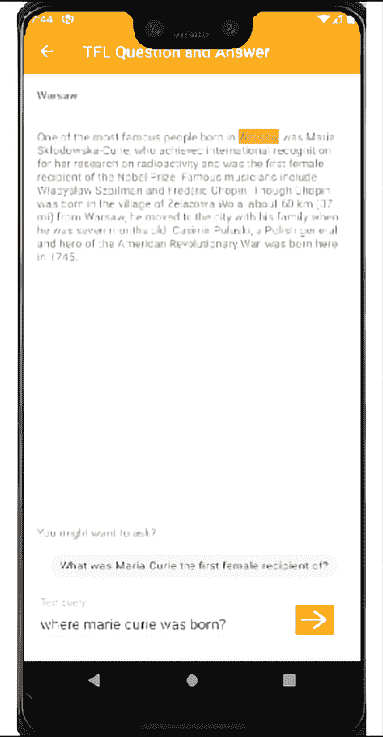 :44
TFL Question and Answer
Warsaw
One of the most famous people born in Warsaw was Maria
Skłodowska-Curie, who achieved international recognition
for her research on radioactivity and was the first female
recipient of the Nobel Prize. Famous musicians include
Władysław Szpilman and Frédéric Chopin. Though Chopin
was born in the village of Żelazowa Wola, about 60 km (37
mi) from Warsaw, he moved to the city with his family when
he was seven months old. Casimir Pulaski, a Polish general
and hero of the American Revolutionary War, was born here
in 1745.
You might want to ask?
What was Maria Curie the first female recipient of?
Text query
where marie curie was born?